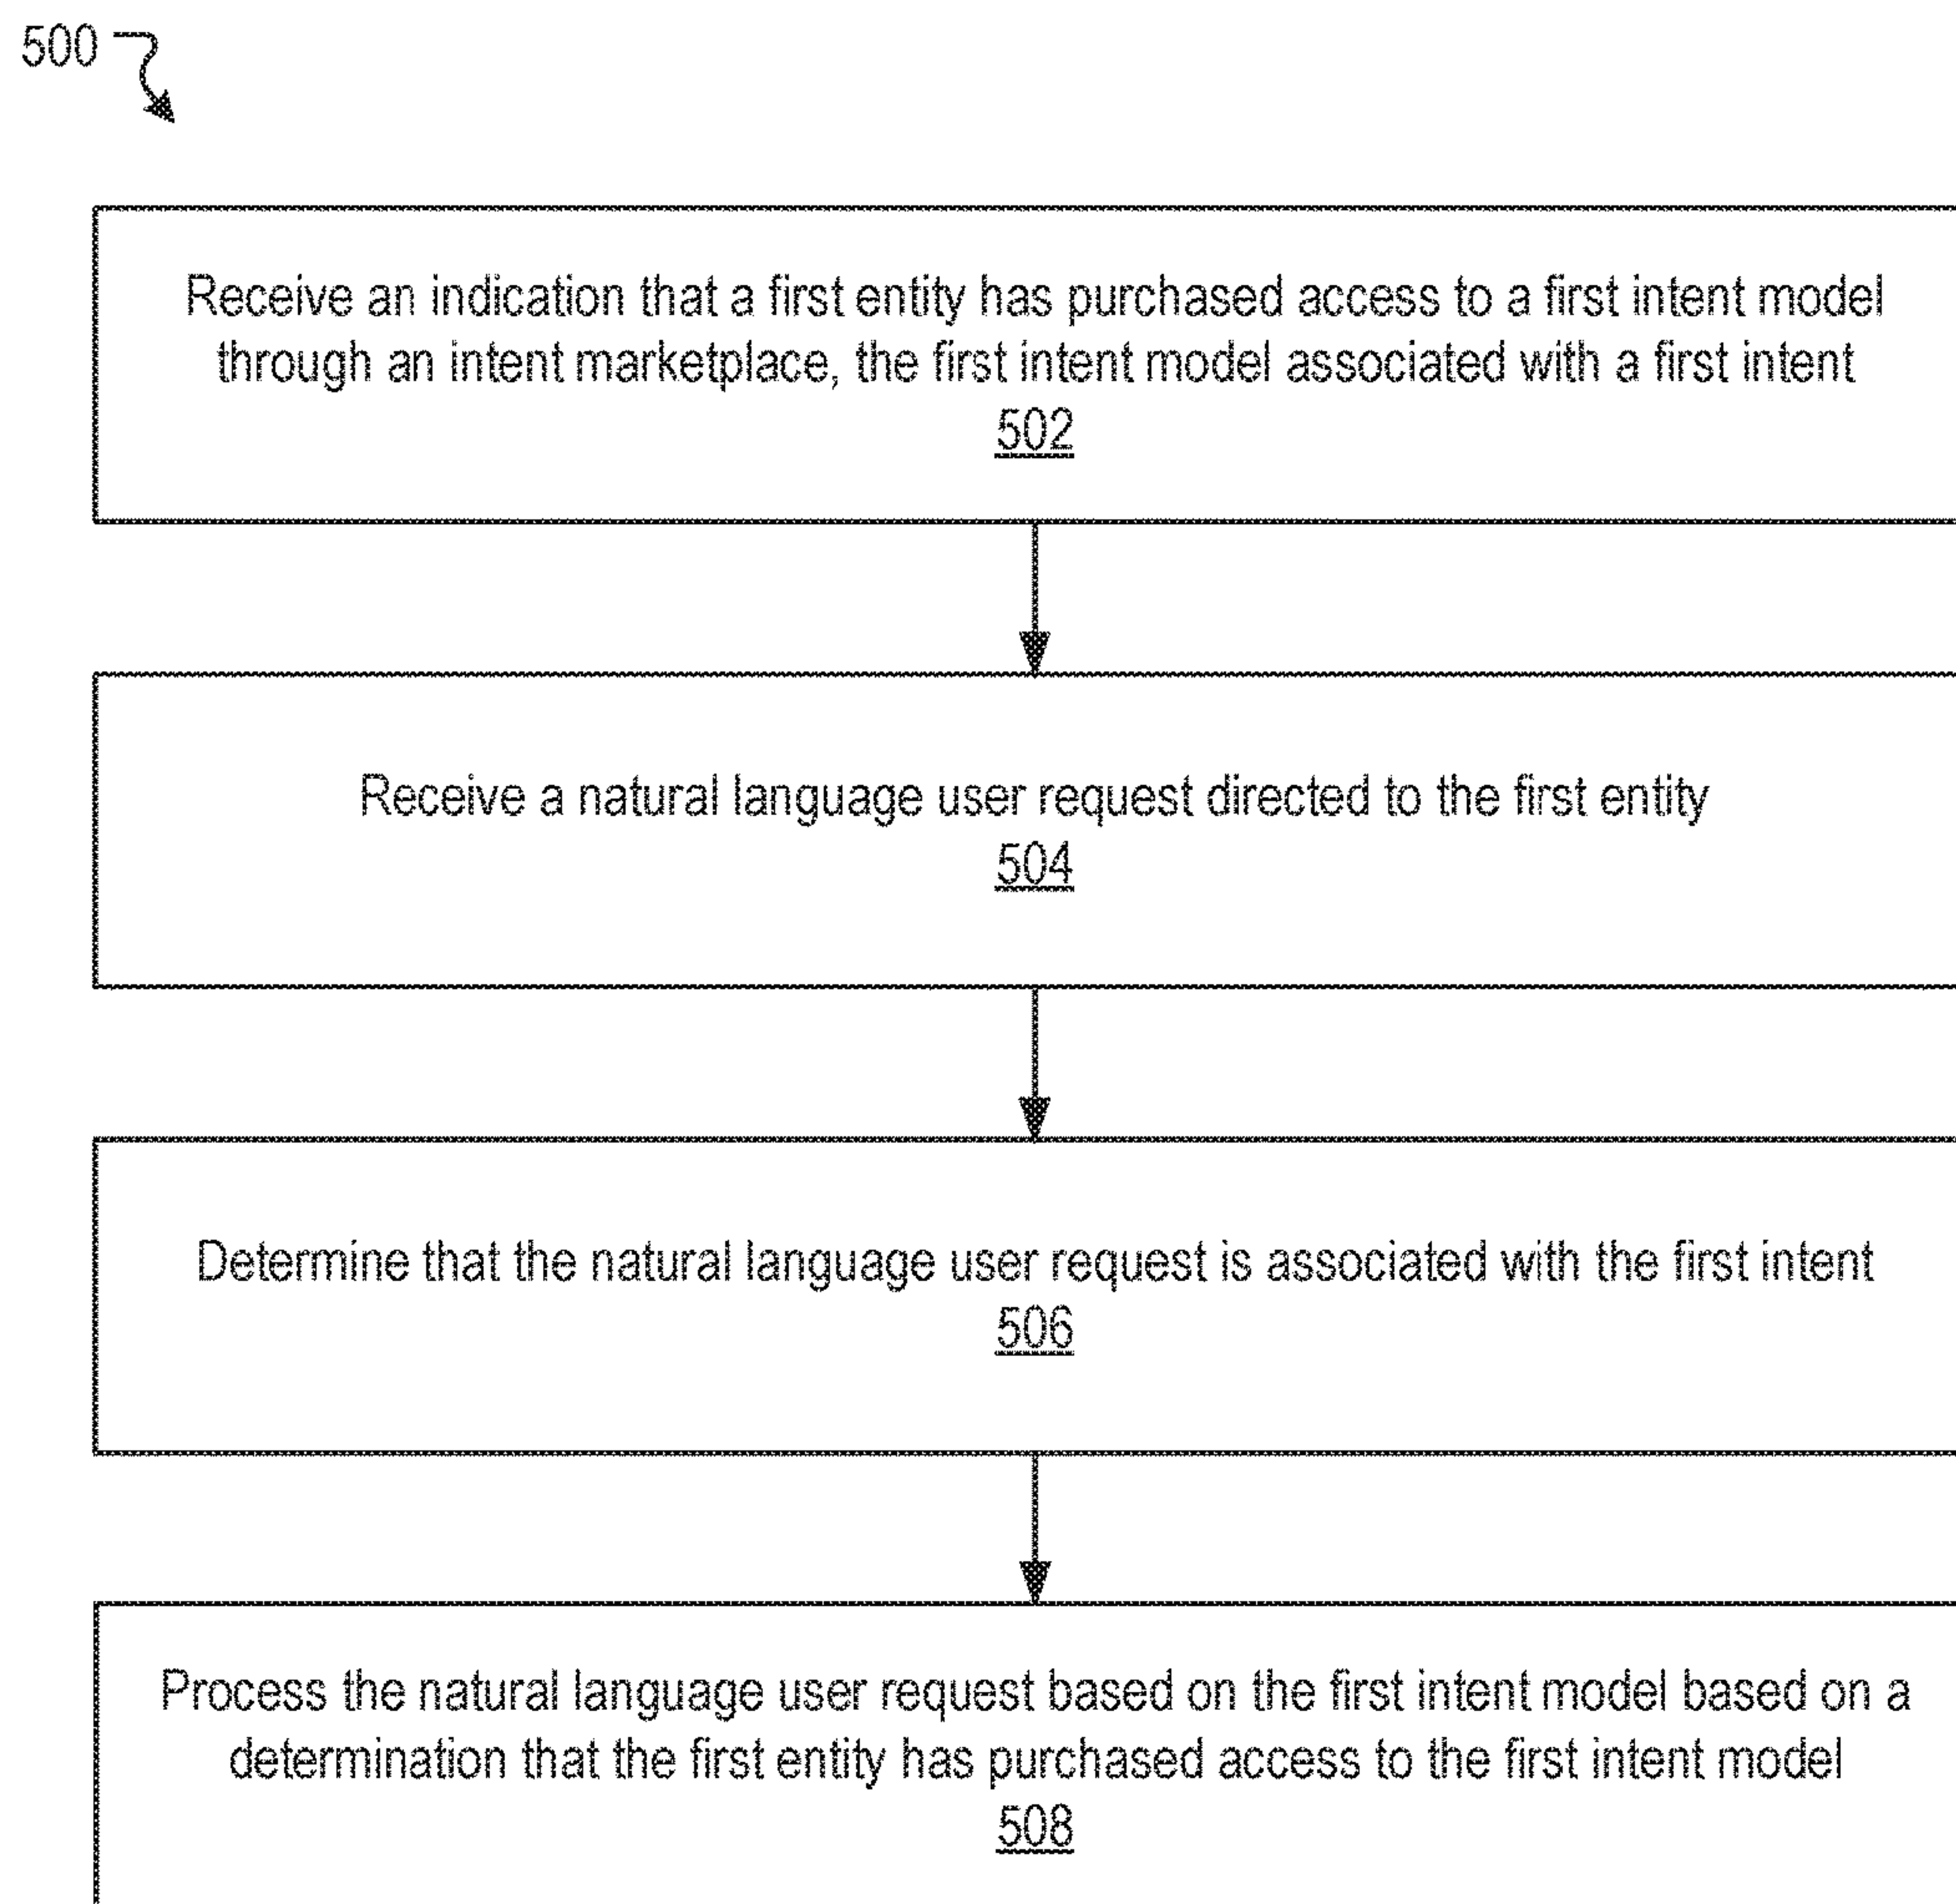 500
Receive an indication that a first entity has purchased access to a first intent model
through an intent marketplace, the first intent model associated with a first intent
502
Receive a natural language user request directed to the first entity
504
Determine that the natural language user request is associated with the first intent
506
Process the natural language user request based on the first intent model based on a
determination that the first entity has purchased access to the first intent model
508